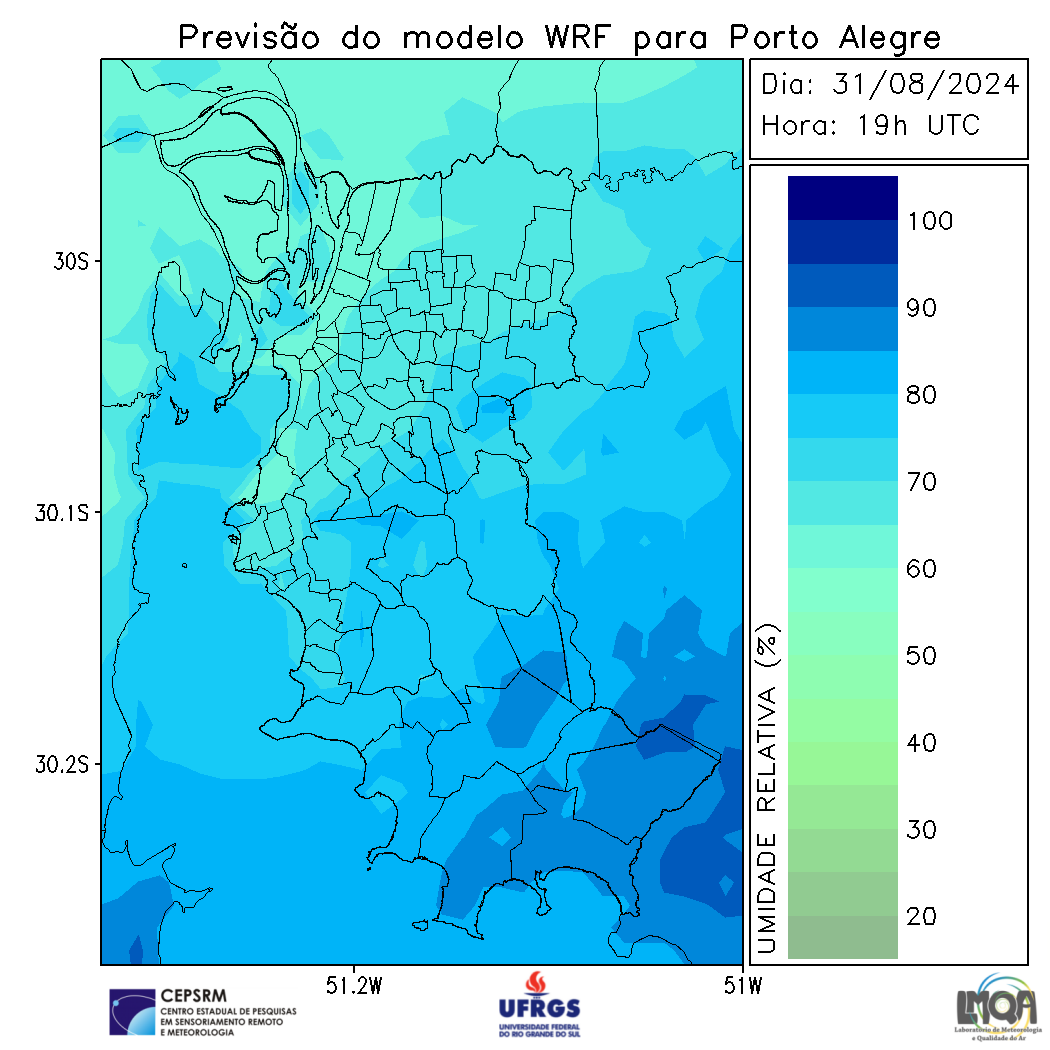 Previsão do modelo WRF para Porto Alegre
Dia: 31/08/2024
Hora: 19h UTC
30S
30.1S
30.2S
51.2W
51W
UMIDADE RELATIVA (%)
100
90
80
70
60
50
40
30
20
CEPSRM
CENTRO ESTADUAL DE PESQUISAS
EM SENSORIAMENTO REMOTO
E METEOROLOGIA
UFRGS
UNIVERSIDADE FEDERAL
DO RIO GRANDE DO SUL
LMQA
Laboratório de Meteorologia
e Qualidade do Ar